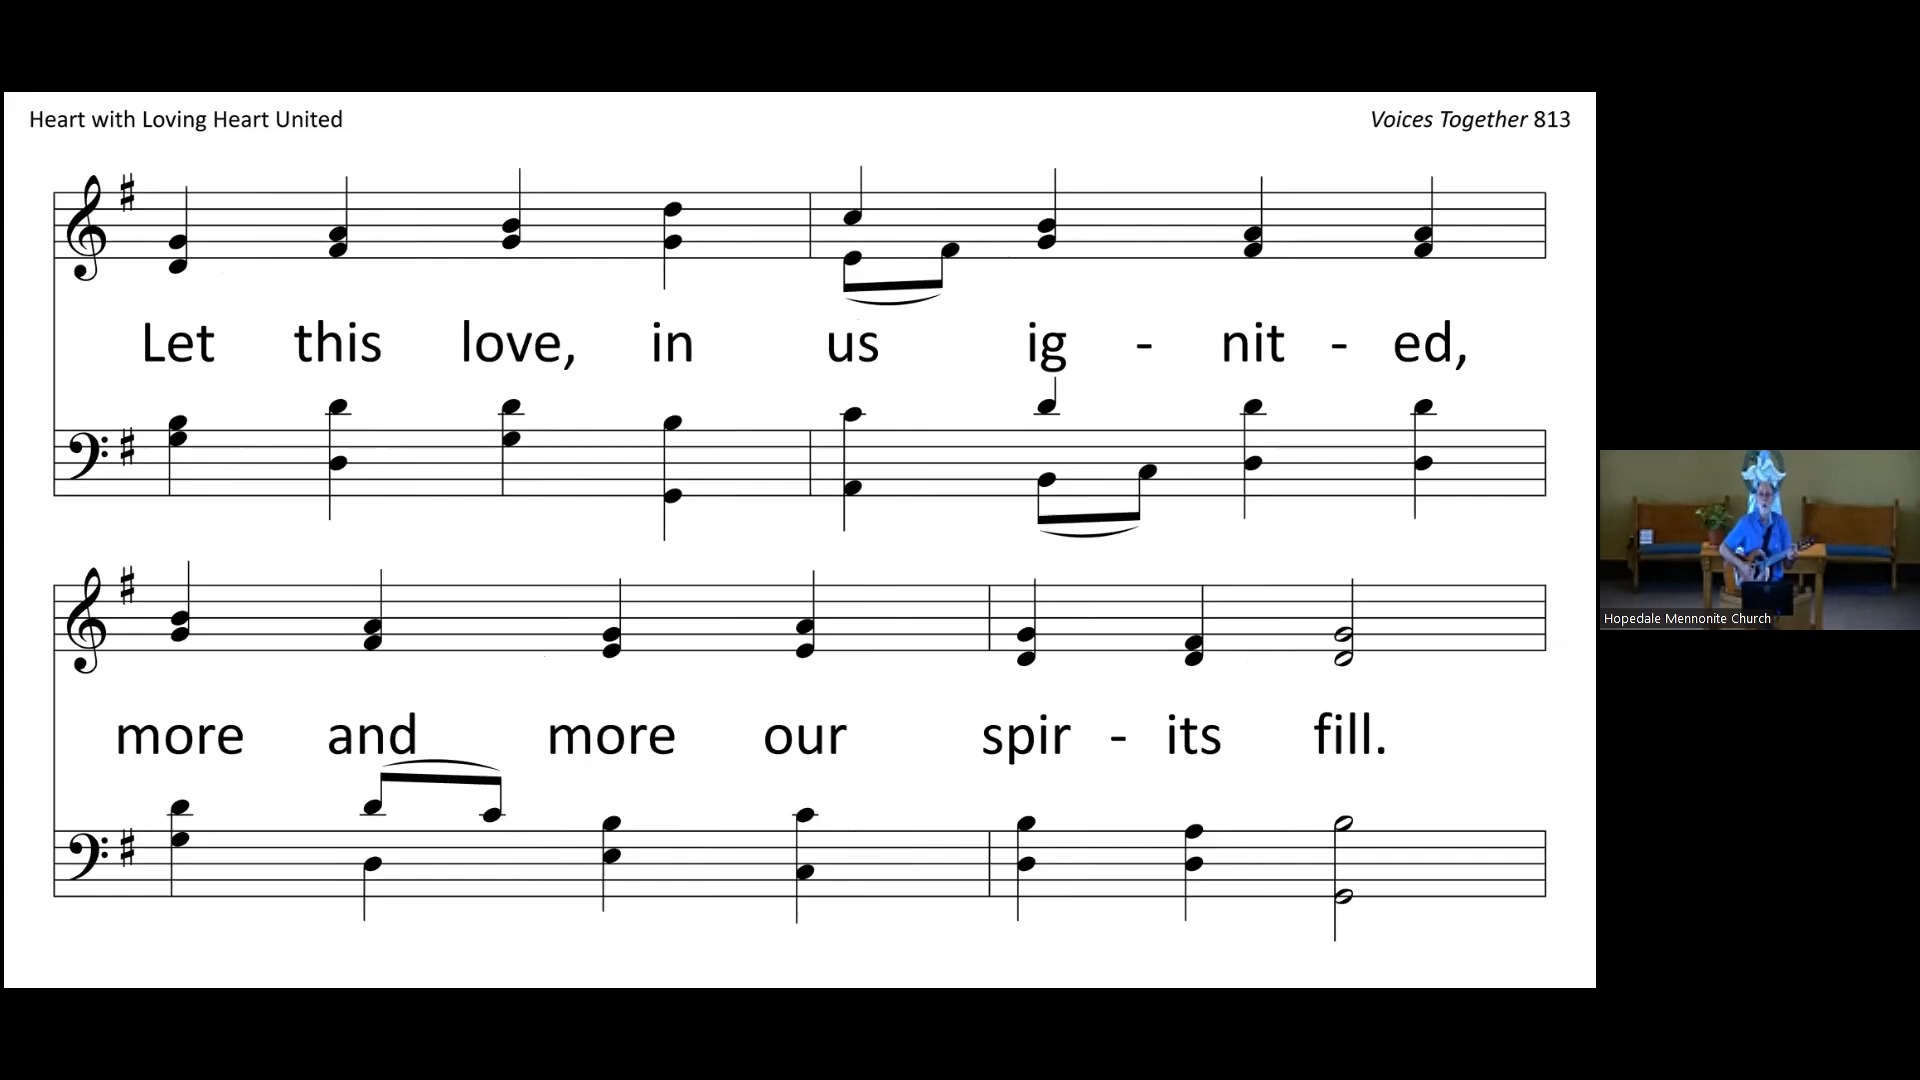 Heart with Loving Heart United
Voices Together 813
Let this love, in us ig - nit - ed,
more and more our spir - its fill.
Hopedale Mennonite Church